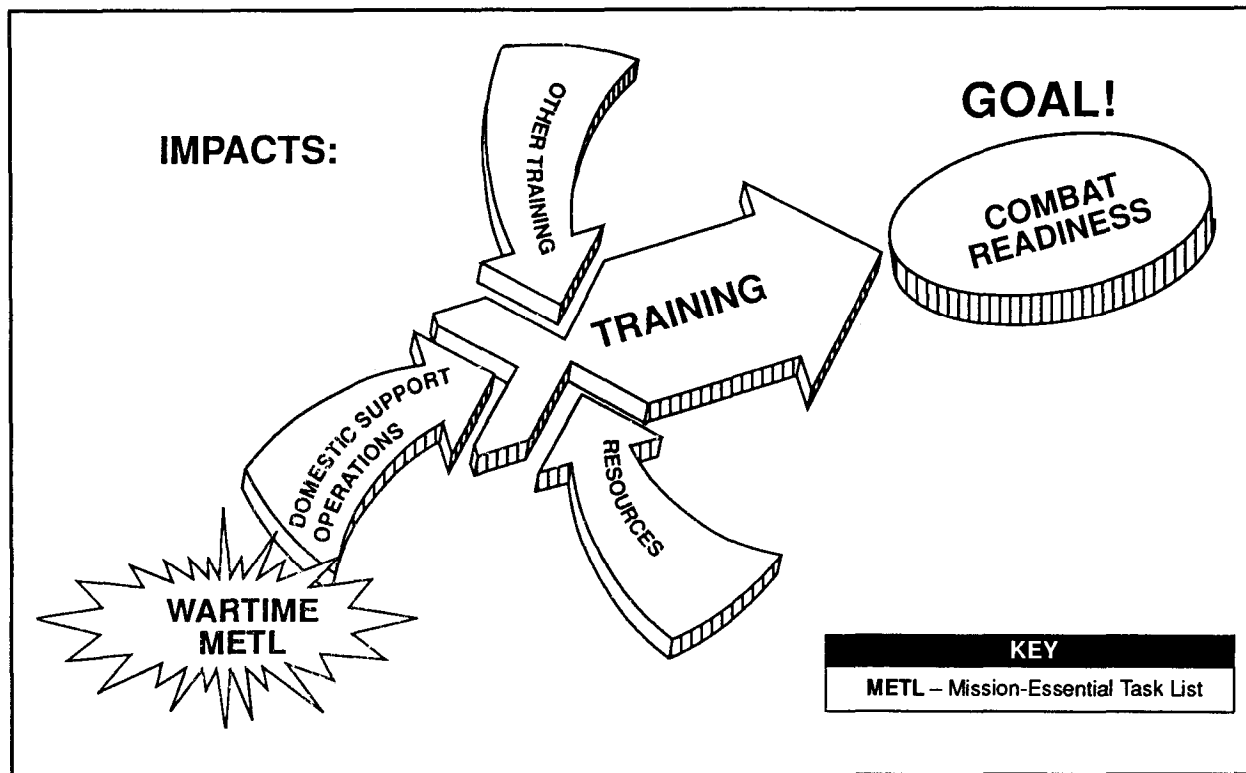 IMPACTS:
OTHER TRAINING
GOAL!
COMBAT
READINESS
TRAINING
DOMESTIC SUPPORT
OPERATIONS
RESOURCES
WARTIME
METL
KEY
METL – Mission-Essential Task List